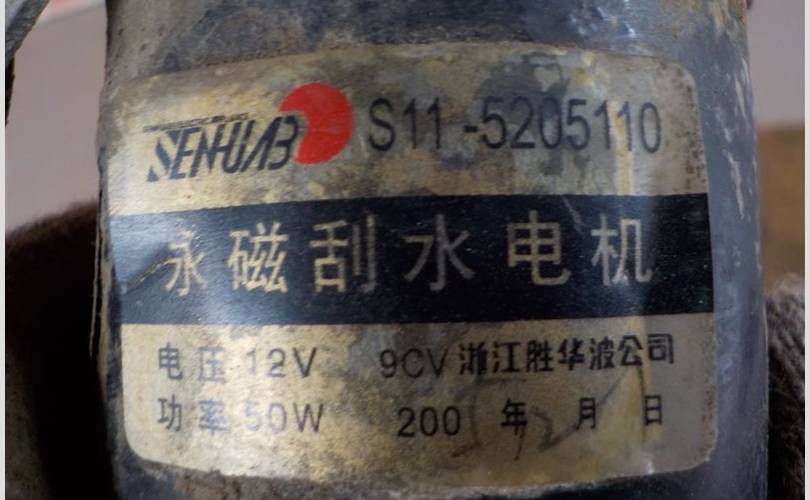 SENHUAB S11-5205110
永磁刮水电机
电压 12V 9CV 浙江胜华波公司
功率 50W 200 年 月 日